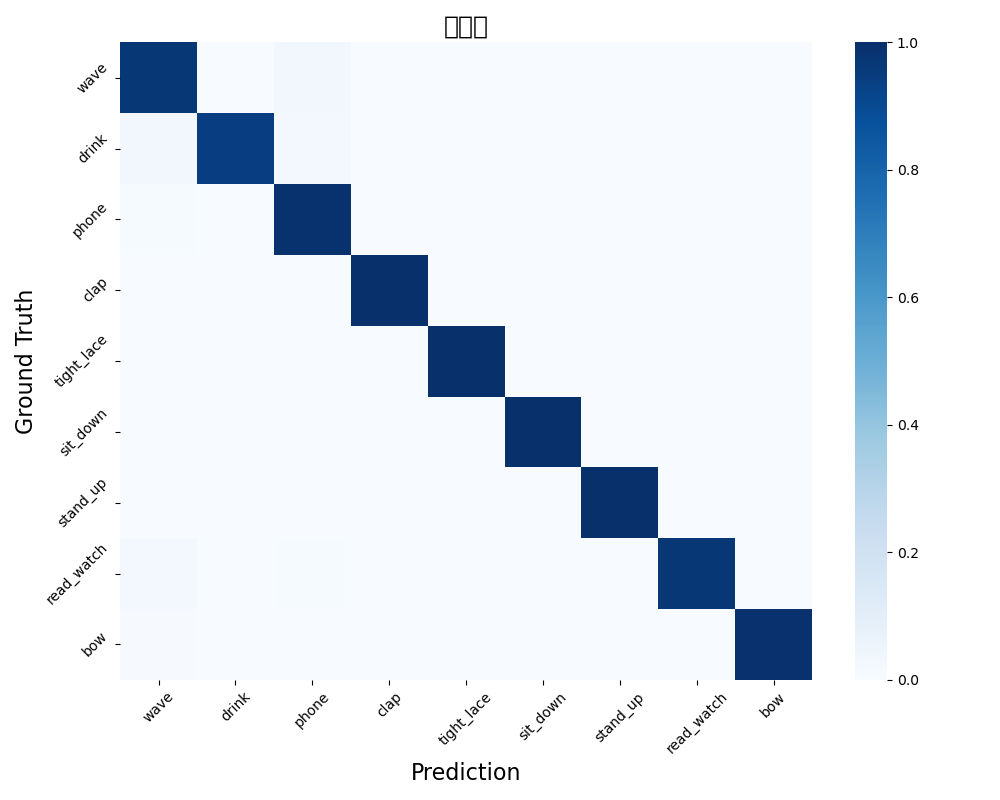 wave
drink
phone
clap
tight_lace
sit_down
stand_up
read_watch
bow
Ground Truth
wave
drink
phone
clap
tight_lace
sit_down
stand_up
read_watch
bow
Prediction
1.0
0.8
0.6
0.4
0.2
0.0